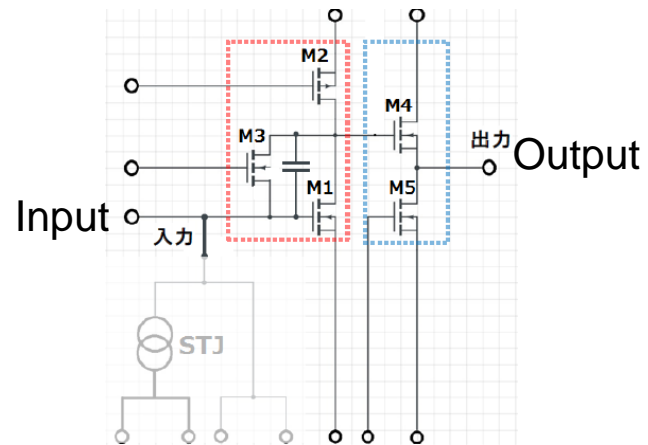 M2
M4
M3
出力 Output
M1
M5
Input
入力
STJ